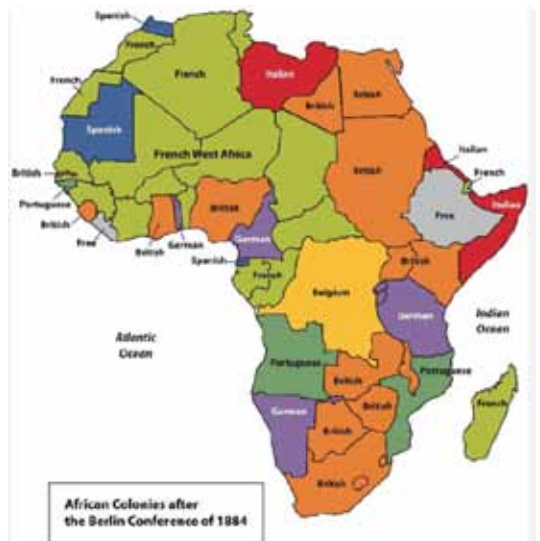 Spanish
French
French
Italian
British
British
French
Spanish
French West Africa
British
Italian
French
British
Portuguese
British
Free
British
German
British
German
Spanish
French
Free
Italian
British
Belgium
German
Indian
Ocean
Atlantic
Ocean
Portuguese
British
Portuguese
German
British
British
French
British
African Colonies after
the Berlin Conference of 1884